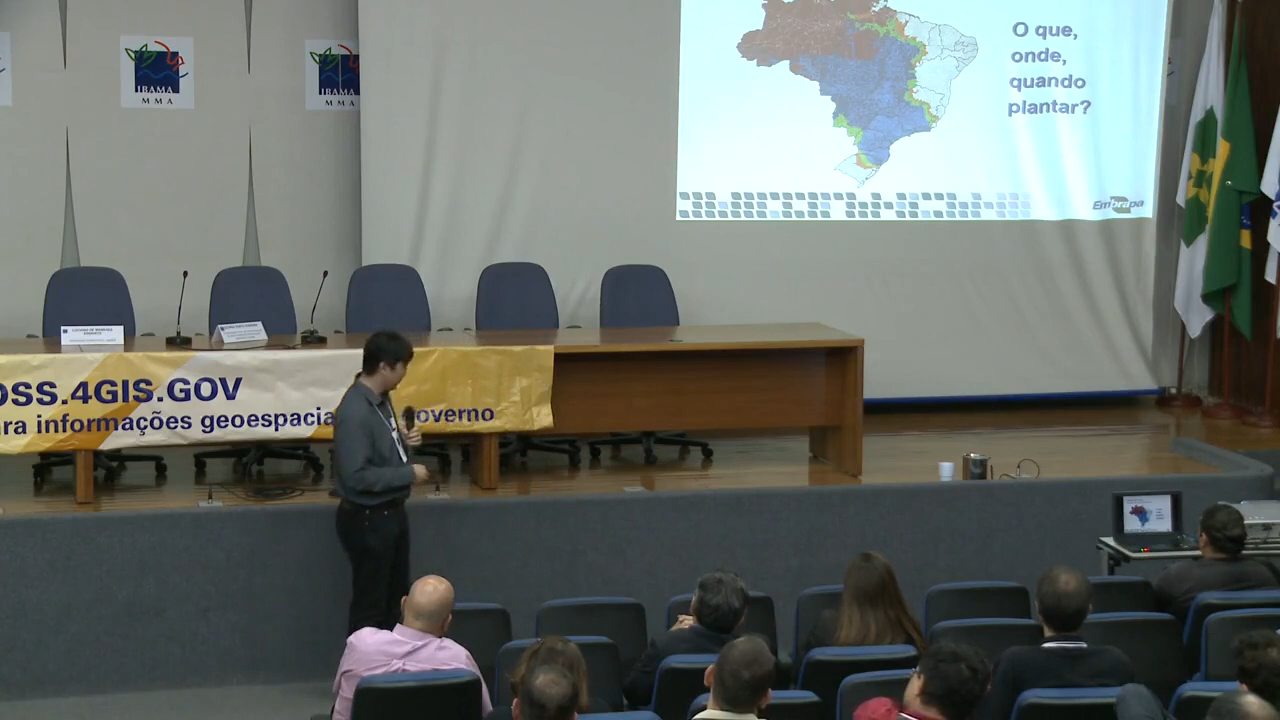 IBAMA
MMA
IBAMA
MMA
O que,
onde,
quando
plantar?
Embrapa
OSS.4GIS.GOV
ara informações geoespacia
overno